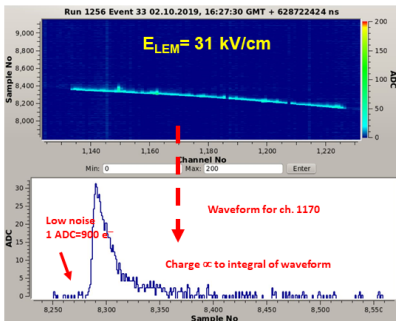 Run 1256 Event 33 02.10.2019, 16:27:30 GMT + 628722424 ns
E_LEM= 31 kV/cm
Sample No
9,000
8,800
8,600
8,400
8,200
8,000
200
150
100
50
0
ADC
1,140 1,160 1,180 1,200 1,220
Channel No
Min: 0 Max: 200 Enter
ADC
30
25
20
15
10
5
0
Low noise
1 ADC=900 e⁻
Waveform for ch. 1170
Charge ∝ to integral of waveform
8,250 8,300 8,350 8,400 8,450 8,500 8,550
Sample No